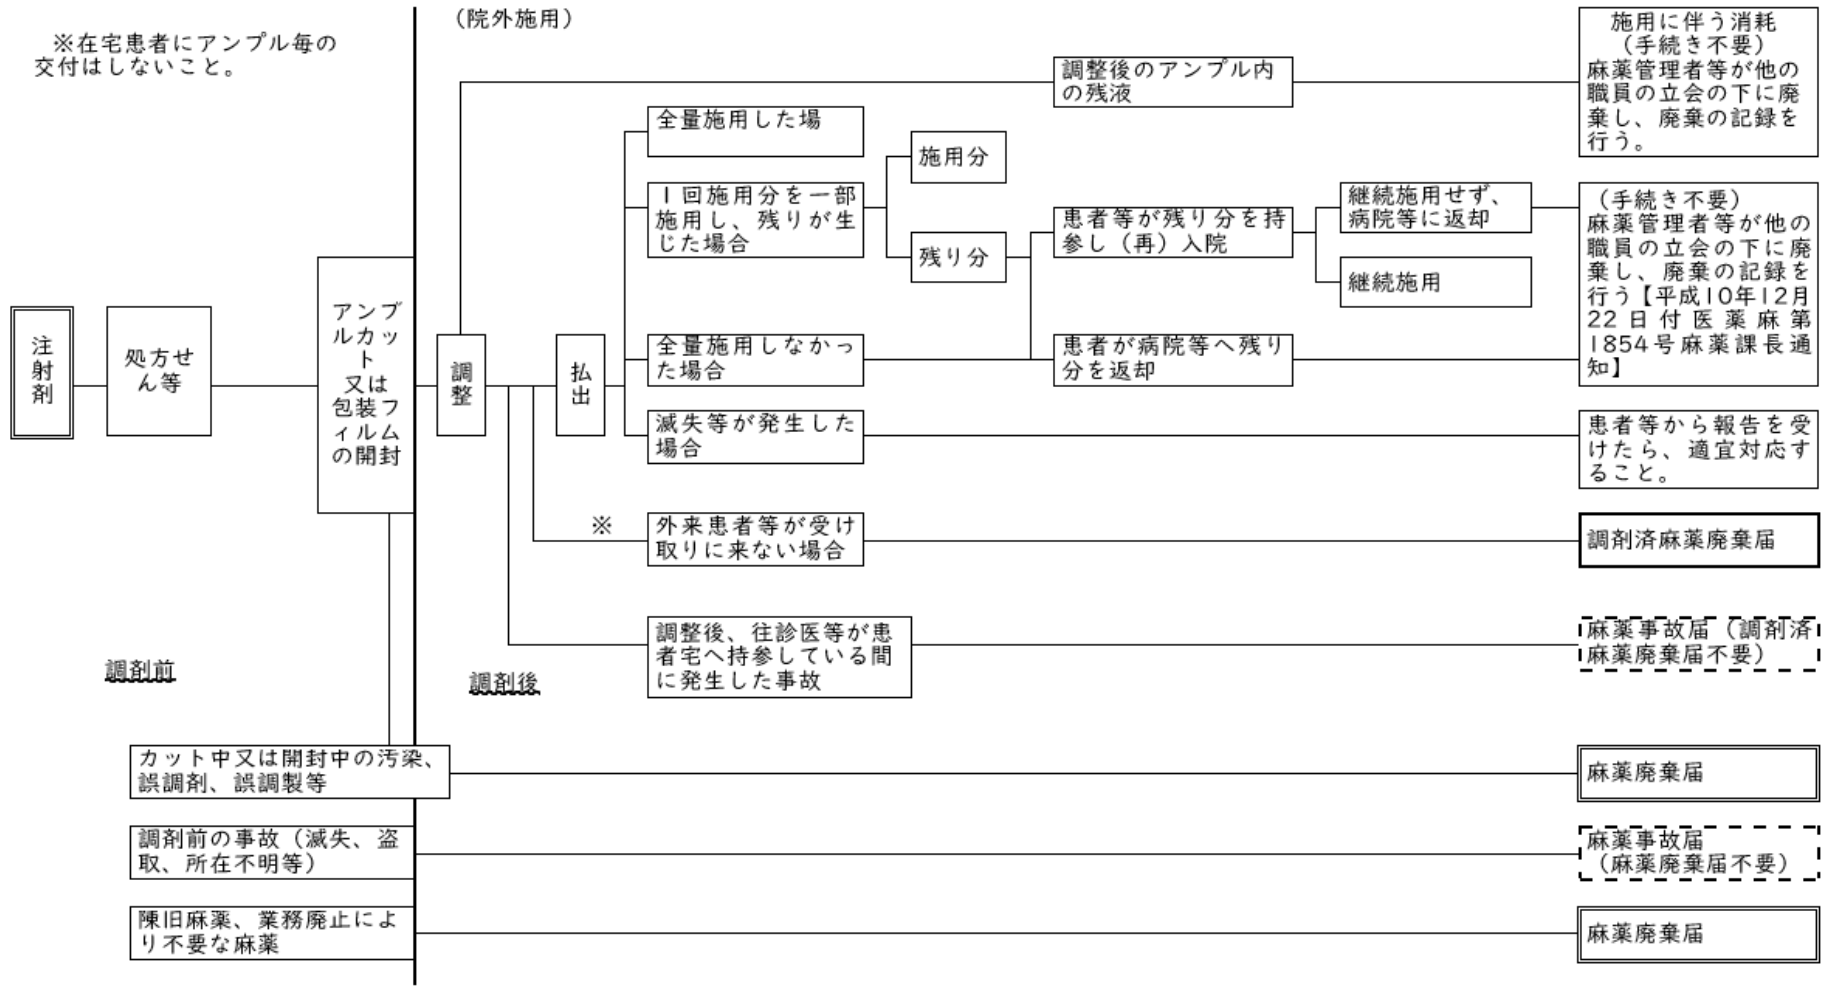 ※在宅患者にアンプル毎の
交付はしないこと。
(院外施用)
注
射
剤
処方せ
ん等
アンプ
ルカッ
ト
又は
包装フ
ィルム
の開封
調
整
払
出
調整後のアンプル内
の残液
全量施用した場
1回施用分を一部
施用し、残りが生
じた場合
施用分
残り分
患者等が残り分を持
参し(再)入院
継続施用せず、
病院等に返却
継続施用
全量施用しなかっ
た場合
患者が病院等へ残り
分を返却
滅失等が発生した
場合
※
外来患者等が受け
取りに来ない場合
調整後、往診医等が患
者宅へ持参している間
に発生した事故
施用に伴う消耗
(手続き不要)
麻薬管理者等が他の
職員の立会の下に廃
棄し、廃棄の記録を
行う。
(手続き不要)
麻薬管理者等が他の
職員の立会の下に廃
棄し、廃棄の記録を
行う【平成10年12月
22日付医薬麻第
1854号麻薬課長通
知】
患者等から報告を受
けたら、適宜対応す
ること。
調剤済麻薬廃棄届
麻薬事故届(調剤済
麻薬廃棄届不要)
調剤前
調剤後
カット中又は開封中の汚染、
誤調剤、誤調製等
麻薬廃棄届
調剤前の事故(滅失、盗
取、所在不明等)
麻薬事故届
(麻薬廃棄届不要)
陳旧麻薬、業務廃止によ
り不要な麻薬
麻薬廃棄届